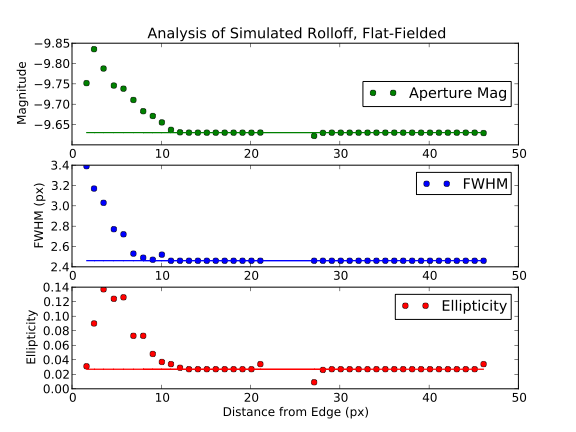 Analysis of Simulated Rolloff, Flat-Fielded
Magnitude
−9.85
−9.80
−9.75
−9.70
−9.65
Aperture Mag
0 10 20 30 40 50
FWHM (px)
3.4
3.2
3.0
2.8
2.6
2.4
FWHM
0 10 20 30 40 50
Ellipticity
0.14
0.12
0.10
0.08
0.06
0.04
0.02
0.00
Ellipticity
0 10 20 30 40 50
Distance from Edge (px)